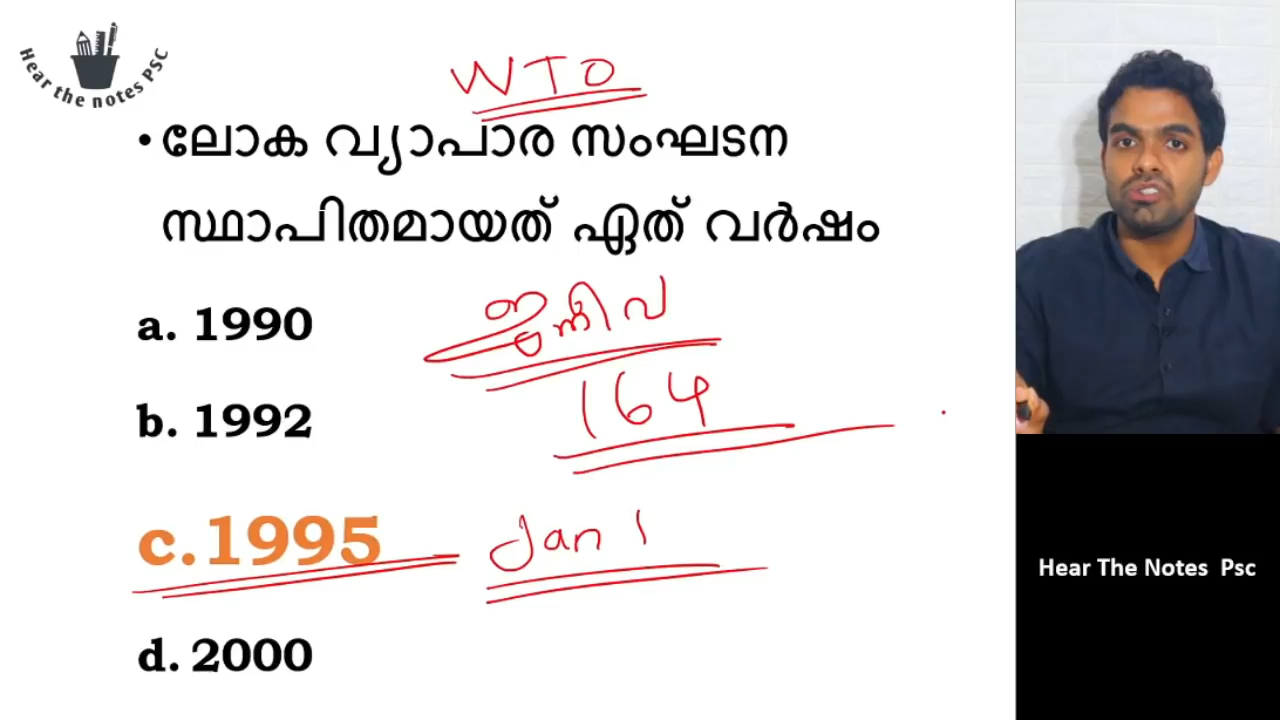 Hear the notes PSC
WTO
• ലോക വ്യാപാര സംഘടന
സ്ഥാപിതമായത് ഏത് വർഷം
a. 1990
b. 1992
164
c. 1995 Jan 1
d. 2000
Hear The Notes Psc